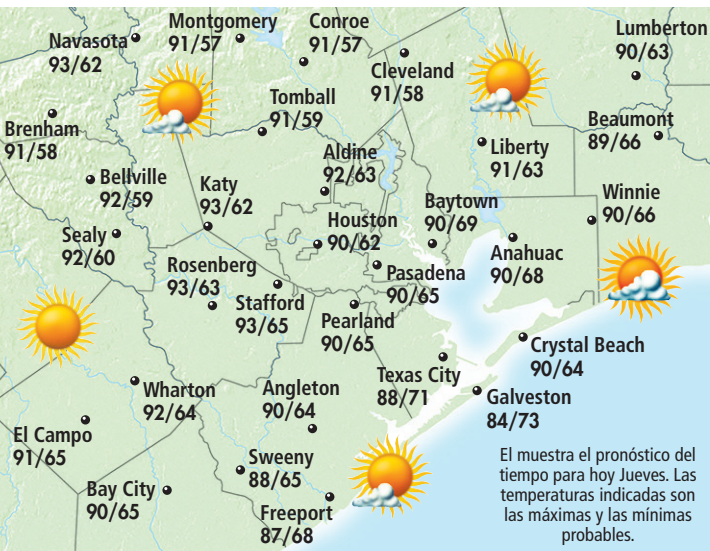 Montgomery
91/57
Conroe
91/57
Lumberton
90/63
Navasota
93/62
Cleveland
91/58
Tomball
91/59
Beaumont
89/66
Brenham
91/58
Liberty
91/63
Aldine
92/63
Bellville
92/59
Katy
93/62
Baytown
90/69
Winnie
90/66
Houston
90/62
Sealy
92/60
Anahuac
90/68
Rosenberg
93/63
Pasadena
90/65
Stafford
93/65
Pearland
90/65
Crystal Beach
90/64
Texas City
88/71
Wharton
92/64
Angleton
90/64
Galveston
84/73
El Campo
91/65
Sweeny
88/65
Bay City
90/65
Freeport
87/68
El muestra el pronóstico del
tiempo para hoy Jueves. Las
temperaturas indicadas son
las máximas y las mínimas
probables.